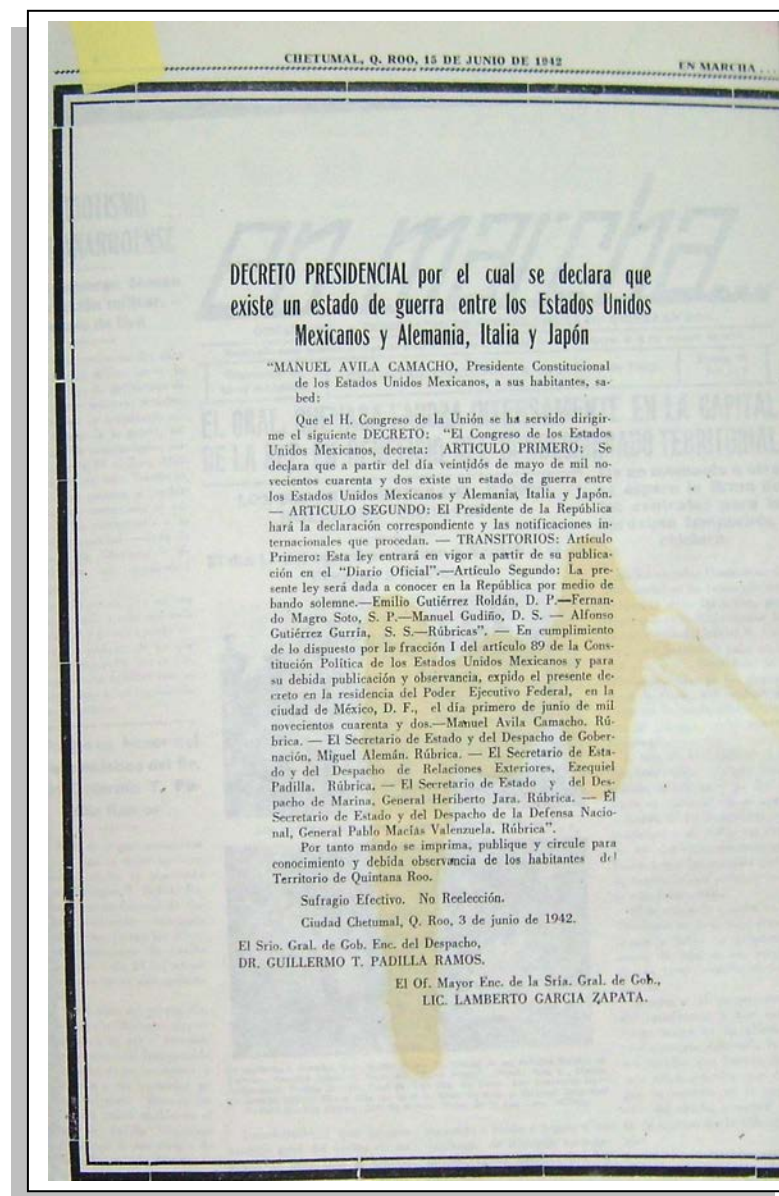 CHETUMAL, Q. ROO, 15 DE JUNIO DE 1942
EN MARCHA . . .
DECRETO PRESIDENCIAL por el cual se declara que
existe un estado de guerra entre los Estados Unidos
Mexicanos y Alemania, Italia y Japón
"MANUEL AVILA CAMACHO, Presidente Constitucional
de los Estados Unidos Mexicanos, a sus habitantes, sa-
bed:
Que el H. Congreso de la Unión se ha servido dirigir-
me el siguiente DECRETO: "El Congreso de los Estados
Unidos Mexicanos, decreta: ARTICULO PRIMERO: Se
declara que a partir del día veintidós de mayo de mil no-
vecientos cuarenta y dos existe un estado de guerra entre
los Estados Unidos Mexicanos y Alemania, Italia y Japón.
— ARTICULO SEGUNDO: El Presidente de la República
hará la declaración correspondiente y las notificaciones in-
ternacionales que procedan. — TRANSITORIOS: Artículo
Primero: Esta ley entrará en vigor a partir de su publica-
ción en el "Diario Oficial".—Artículo Segundo: La pre-
sente ley será dada a conocer en la República por medio de
bando solemne.—Emilio Gutiérrez Roldán, D. P.—Fernan-
do Magro Soto, S. P.—Manuel Gudiño, D. S. — Alfonso
Gutiérrez Gurría, S. S.—Rúbricas". — En cumplimiento
de lo dispuesto por la fracción I del artículo 89 de la Cons-
titución Política de los Estados Unidos Mexicanos y para
su debida publicación y observancia, expido el presente de-
creto en la residencia del Poder Ejecutivo Federal, en la
ciudad de México, D. F., el día primero de junio de mil
novecientos cuarenta y dos.—Manuel Avila Camacho. Rú-
brica. — El Secretario de Estado y del Despacho de Gober-
nación, Miguel Alemán. Rúbrica. — El Secretario de Esta-
do y del Despacho de Relaciones Exteriores, Ezequiel
Padilla. Rúbrica. — El Secretario de Estado y del Des-
pacho de Marina, General Heriberto Jara. Rúbrica. — El
Secretario de Estado y del Despacho de la Defensa Nacio-
nal, General Pablo Macías Valenzuela. Rúbrica".
Por tanto mando se imprima, publique y circule para
conocimiento y debida observancia de los habitantes del
Territorio de Quintana Roo.
Sufragio Efectivo. No Reelección.
Ciudad Chetumal, Q. Roo, 3 de junio de 1942.
El Srio. Gral. de Gob. Enc. del Despacho,
DR. GUILLERMO T. PADILLA RAMOS.
El Of. Mayor Enc. de la Sría. Gral. de Gob.,
LIC. LAMBERTO GARCIA ZAPATA.